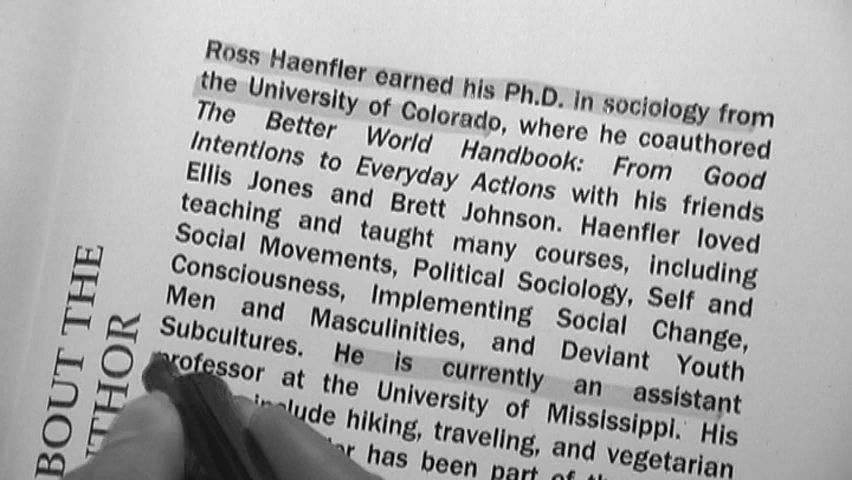 Ross Haenfler earned his Ph.D. in sociology from
the University of Colorado, where he coauthored
The Better World Handbook: From Good
Intentions to Everyday Actions with his friends
Ellis Jones and Brett Johnson. Haenfler loved
teaching and taught many courses, including
Social Movements, Political Sociology, Self and
Consciousness, Implementing Social Change,
Men and Masculinities, and Deviant Youth
Subcultures. He is currently an assistant
professor at the University of Mississippi. His
include hiking, traveling, and vegetarian
has been part of
BOUT THE
THOR